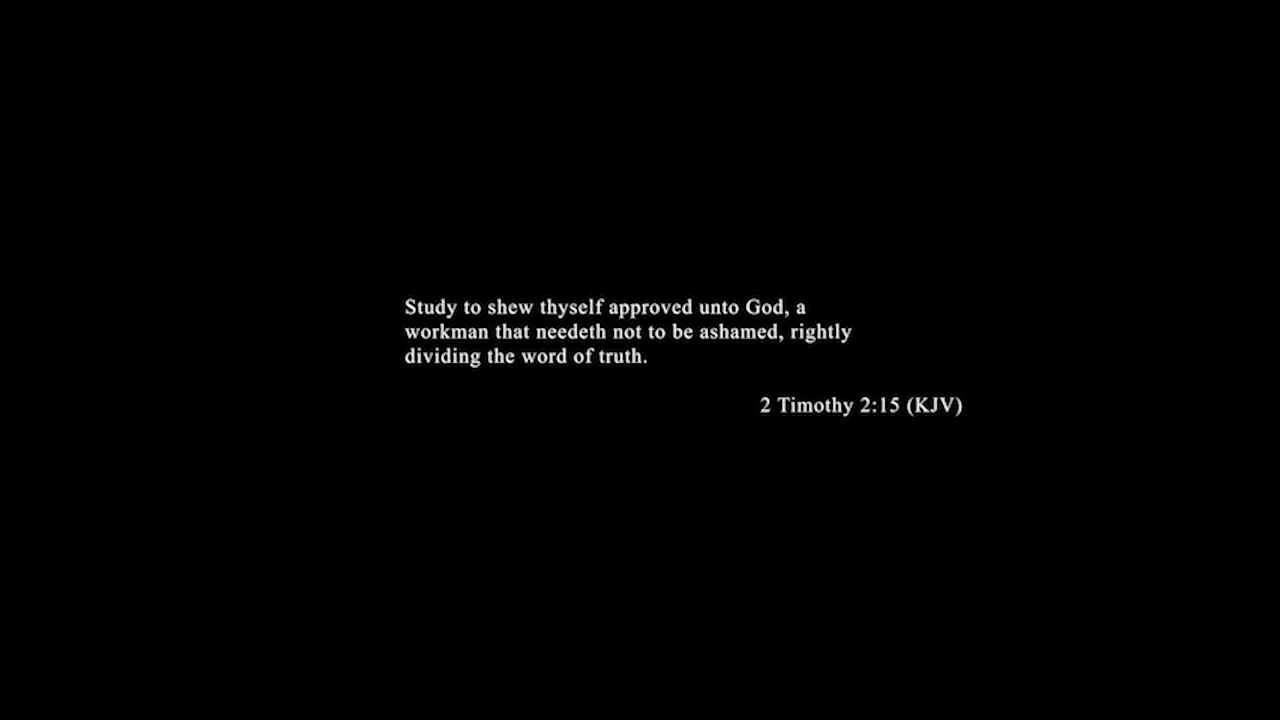 Study to shew thyself approved unto God, a
workman that needeth not to be ashamed, rightly
dividing the word of truth.
2 Timothy 2:15 (KJV)